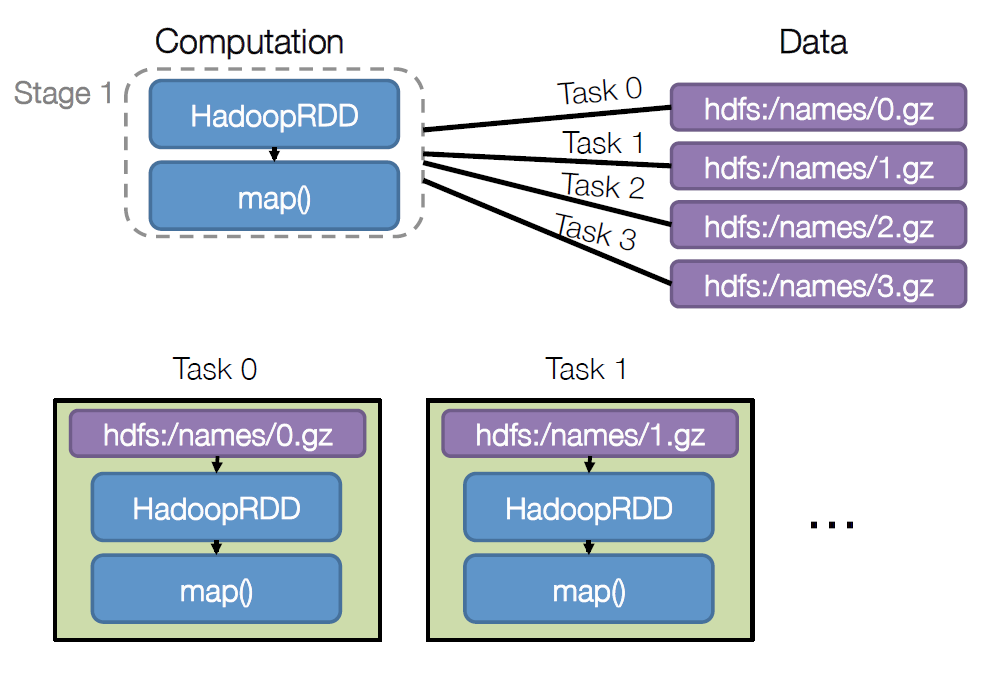 Computation
Data
Stage 1
HadoopRDD
map()
Task 0
Task 1
Task 2
Task 3
hdfs:/names/0.gz
hdfs:/names/1.gz
hdfs:/names/2.gz
hdfs:/names/3.gz
Task 0
hdfs:/names/0.gz
HadoopRDD
map()
Task 1
hdfs:/names/1.gz
HadoopRDD
map()
...